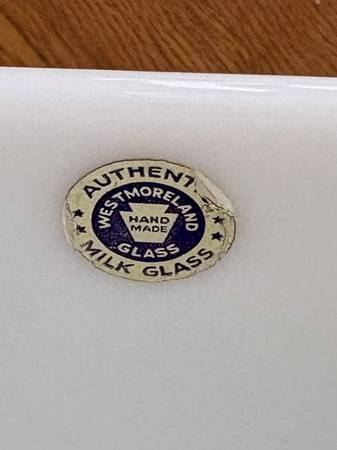 AUTHENT
WESTMORELAND
HAND
MADE
GLASS
MILK GLASS